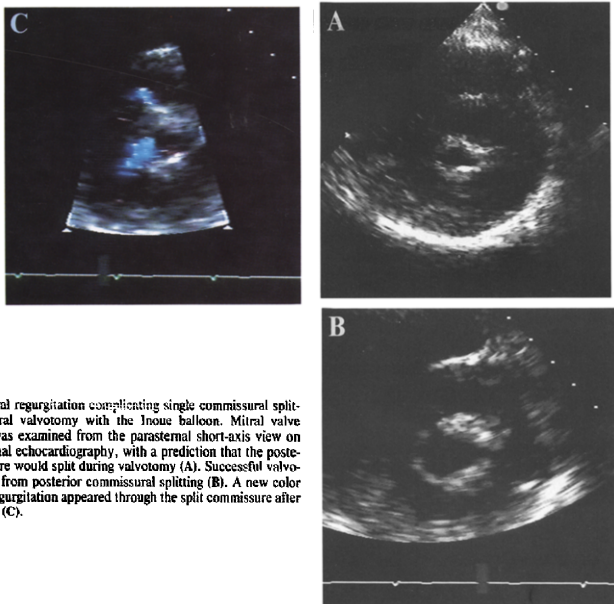 C
A
B
al regurgitation complicating single commissural split-
ral valvotomy with the Inoue balloon. Mitral valve
vas examined from the parasternal short-axis view on
nal echocardiography, with a prediction that the poste-
re would split during valvotomy (A). Successful valvo-
from posterior commissural splitting (B). A new color
gurgitation appeared through the split commissure after
(C).